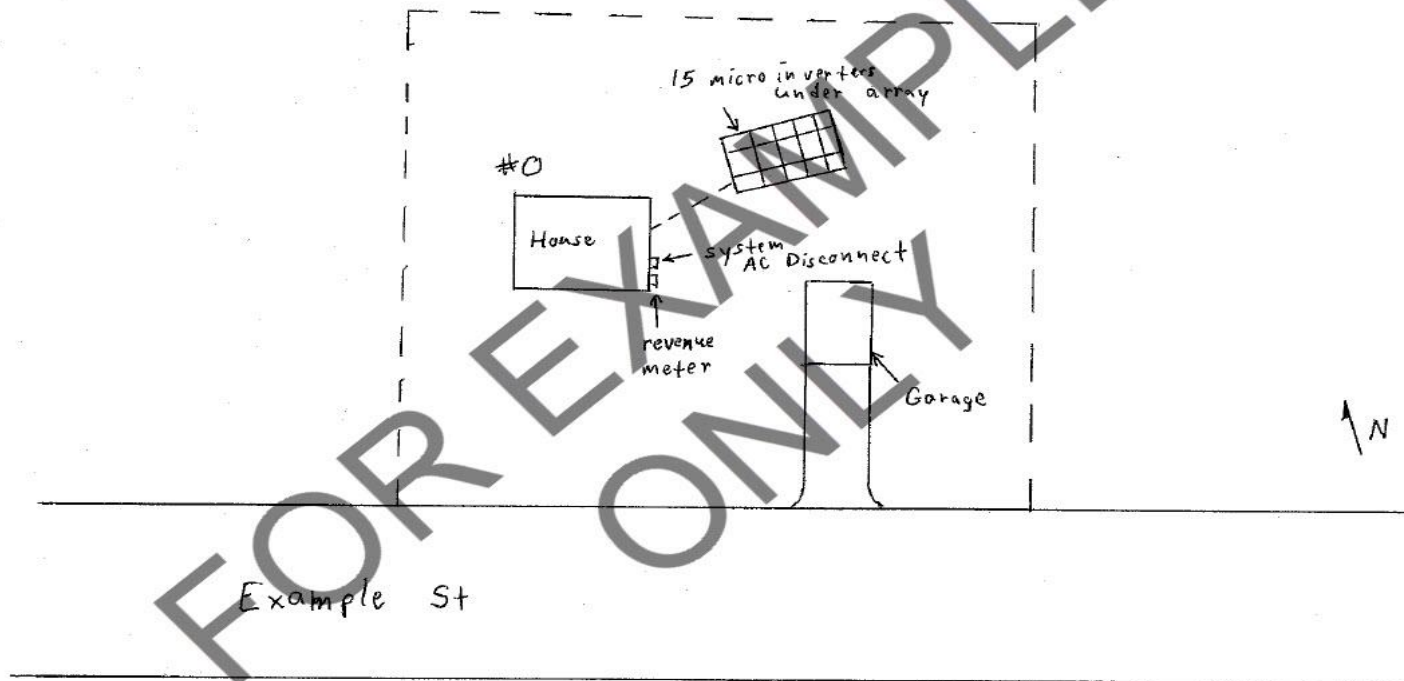 15 micro inverters
under array
#0
House
system
AC Disconnect
revenue
meter
Garage
N
Example St
FOR EXAMPLE
ONLY